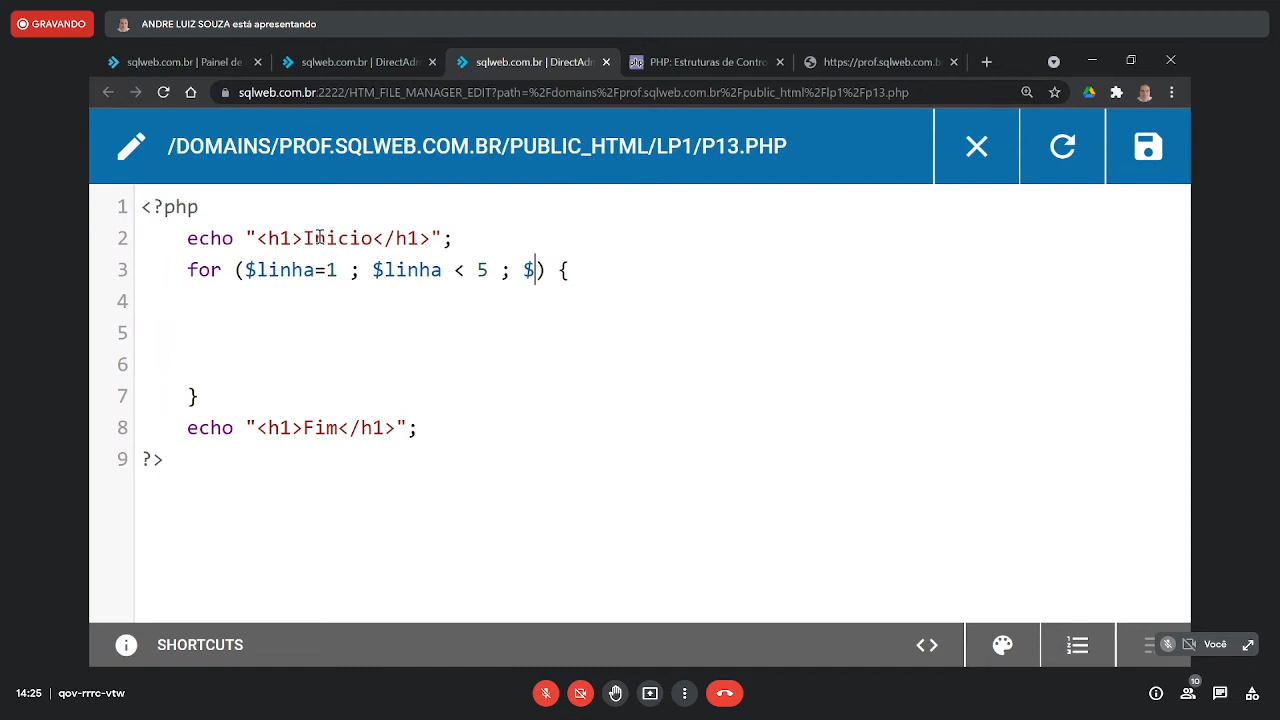 GRAVANDO
ANDRE LUIZ SOUZA está apresentando
sqlweb.com.br | Painel de
sqlweb.com.br | DirectAdm
sqlweb.com.br | DirectAdm
php PHP: Estruturas de Contro
https://prof.sqlweb.com.b
sqlweb.com.br:2222/HTM_FILE_MANAGER_EDIT?path=%2Fdomains%2Fprof.sqlweb.com.br%2Fpublic_html%2Flp1%2Fp13.php
/DOMAINS/PROF.SQLWEB.COM.BR/PUBLIC_HTML/LP1/P13.PHP
1 <?php
2 echo "<h1>Inicio</h1>";
3 for ($linha=1 ; $linha < 5 ; $) {
4
5
6
7 }
8 echo "<h1>Fim</h1>";
9 ?>
SHORTCUTS
Você
14:25 qov-rrrc-vtw
10